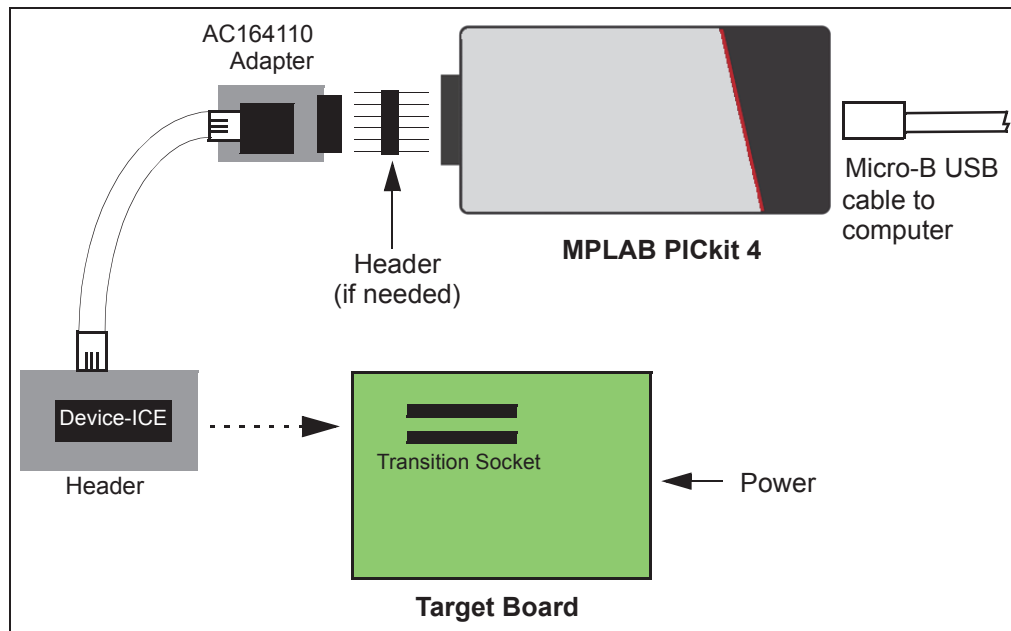 AC164110
Adapter
Micro-B USB
cable to
computer
MPLAB PICkit 4
Header
(if needed)
Device-ICE
Header
Transition Socket
Power
Target Board